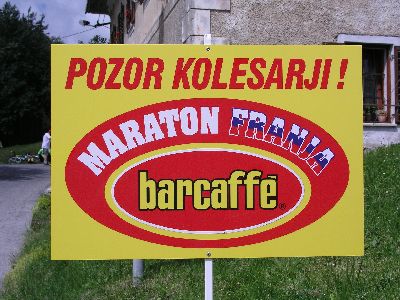 POZOR KOLESARJI!
MARATON FRANJA
barcaffè
®